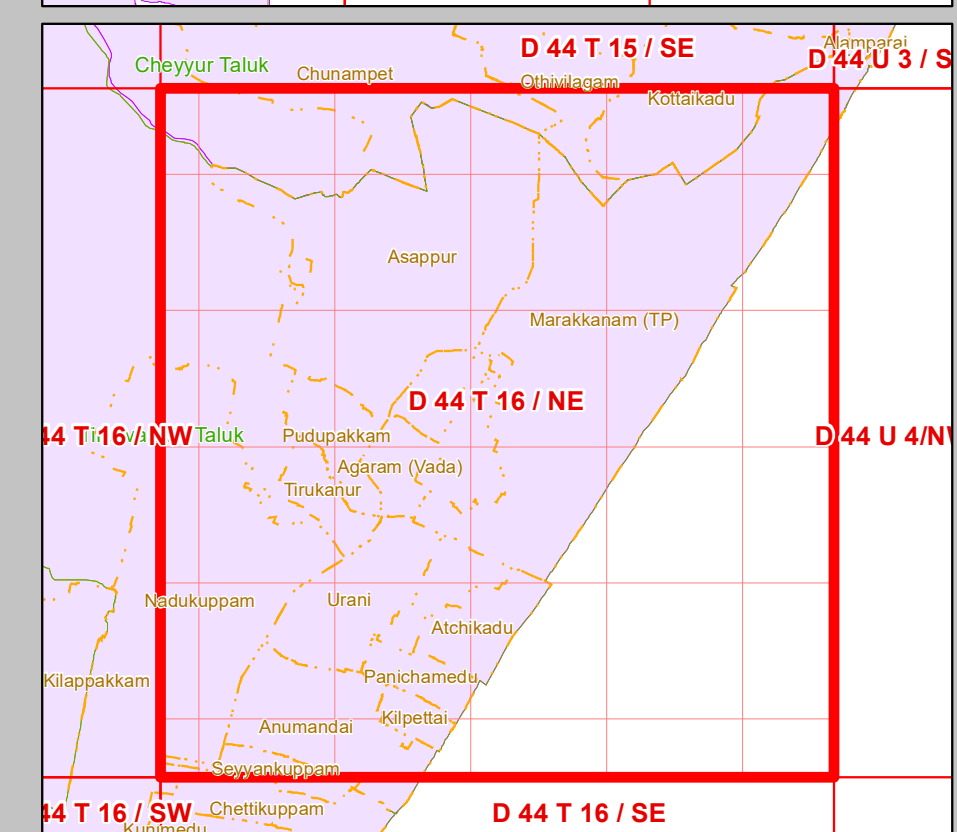 D 44 T 15 / SE
Alamparai
D 44 U 3 / S
Cheyyur Taluk
Chunampet
Othivilagam
Kottaikadu
Asappur
Marakkanam (TP)
D 44 T 16 / NE
44 T 16 / NW
Taluk
Pudupakkam
D 44 U 4/NW
Agaram (Vada)
Tirukanur
Nadukuppam
Urani
Atchikadu
Kilappakkam
Panichamedu
Kilpettai
Anumandai
Seyyankuppam
44 T 16 / SW
Chettikuppam
D 44 T 16 / SE
Kunimedu